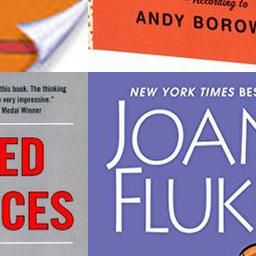 According to
ANDY BOROW
this book. The thinking
very impressive."
Medal Winner
ED
CES
NEW YORK TIMES BES
JOAN
FLUK